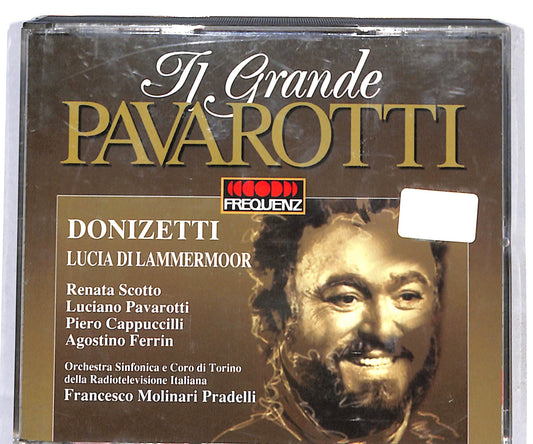 Il Grande
PAVAROTTI
FREQUENZ
DONIZETTI
LUCIA DI LAMMERMOOR
Renata Scotto
Luciano Pavarotti
Piero Cappuccilli
Agostino Ferrin
Orchestra Sinfonica e Coro di Torino
della Radiotelevisione Italiana
Francesco Molinari Pradelli